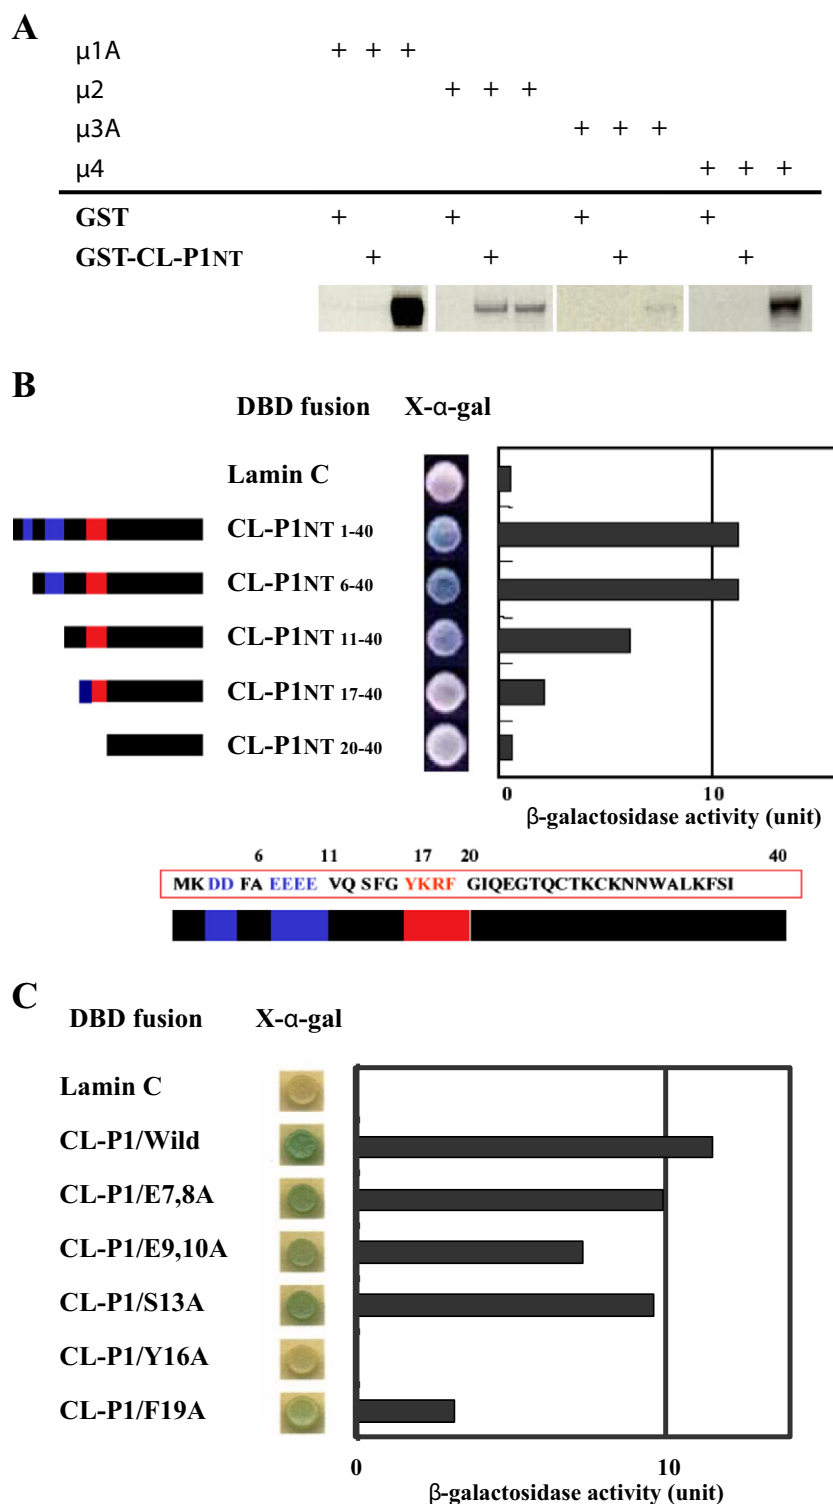 A
μ1A + + +
μ2 + + +
μ3A + + +
μ4 + + +
GST + + + +
GST-CL-P1NT + + + +
B
DBD fusion X-α-gal
Lamin C
CL-P1NT 1-40
CL-P1NT 6-40
CL-P1NT 11-40
CL-P1NT 17-40
CL-P1NT 20-40
0 10
β-galactosidase activity (unit)
6 11 17 20 40
MKDD FA EEEE VQ SFG YKRF GIQEGTQCTKCKNNWALKFSI
C
DBD fusion X-α-gal
Lamin C
CL-P1/Wild
CL-P1/E7,8A
CL-P1/E9,10A
CL-P1/S13A
CL-P1/Y16A
CL-P1/F19A
0 10
β-galactosidase activity (unit)